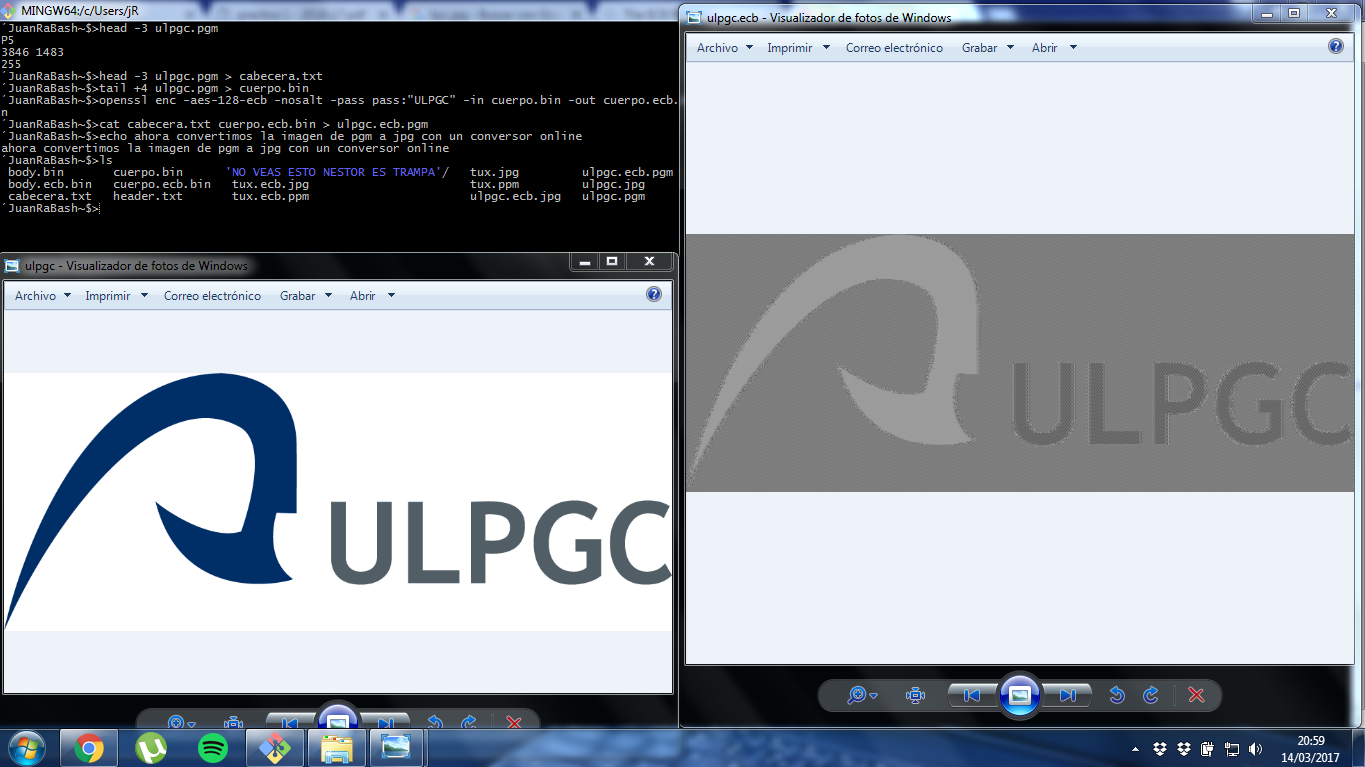 MINGW64:/c/Users/jR
´JuanRaBash~$>head -3 ulpgc.pgm
P5
3846 1483
255
´JuanRaBash~$>head -3 ulpgc.pgm > cabecera.txt
´JuanRaBash~$>tail +4 ulpgc.pgm > cuerpo.bin
´JuanRaBash~$>openssl enc -aes-128-ecb -nosalt -pass pass:"ULPGC" -in cuerpo.bin -out cuerpo.ecb.
n
´JuanRaBash~$>cat cabecera.txt cuerpo.ecb.bin > ulpgc.ecb.pgm
´JuanRaBash~$>echo ahora convertimos la imagen de pgm a jpg con un conversor online
ahora convertimos la imagen de pgm a jpg con un conversor online
´JuanRaBash~$>ls
body.bin cuerpo.bin 'NO VEAS ESTO NESTOR ES TRAMPA'/ tux.jpg ulpgc.ecb.pgm
body.ecb.bin cuerpo.ecb.bin tux.ecb.jpg tux.ppm ulpgc.jpg
cabecera.txt header.txt tux.ecb.ppm ulpgc.ecb.jpg ulpgc.pgm
´JuanRaBash~$>
ulpgc - Visualizador de fotos de Windows
Archivo Imprimir Correo electrónico Grabar Abrir
ULPGC
ulpgc.ecb - Visualizador de fotos de Windows
Archivo Imprimir Correo electrónico Grabar Abrir
ULPGC
20:59
14/03/2017